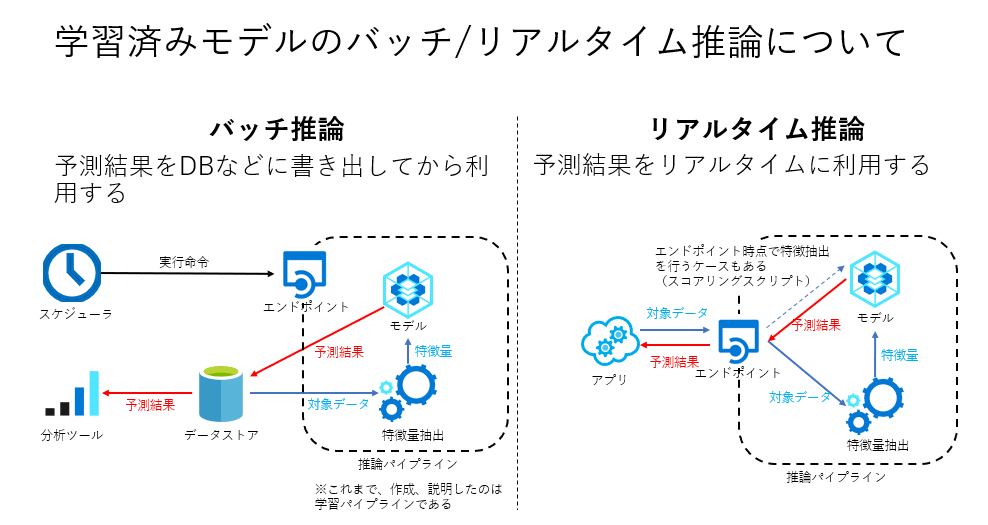 学習済みモデルのバッチ/リアルタイム推論について
バッチ推論
予測結果をDBなどに書き出してから利
用する
実行命令
スケジューラ
エンドポイント
モデル
予測結果
特徴量
予測結果
対象データ
分析ツール
データストア
特徴量抽出
推論パイプライン
※これまで、作成、説明したのは
学習パイプラインである
リアルタイム推論
予測結果をリアルタイムに利用する
エンドポイント時点で特徴抽出
を行うケースもある
（スコアリングスクリプト）
対象データ
予測結果
モデル
予測結果
アプリ
エンドポイント
特徴量
対象データ
特徴量抽出
推論パイプライン